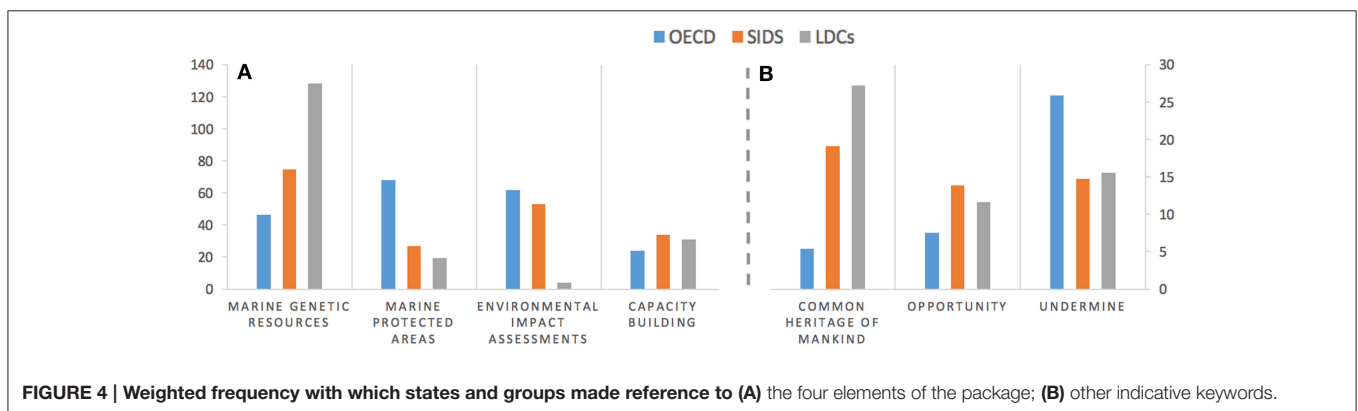 OECD SIDS LDCs
A
140
120
100
80
60
40
20
0
MARINE GENETIC
RESOURCES
MARINE
PROTECTED
AREAS
ENVIRONMENTAL
IMPACT
ASSESSMENTS
CAPACITY
BUILDING
B
COMMON
HERITAGE OF
MANKIND
OPPORTUNITY
UNDERMINE
30
25
20
15
10
5
0
FIGURE 4 | Weighted frequency with which states and groups made reference to (A) the four elements of the package; (B) other indicative keywords.